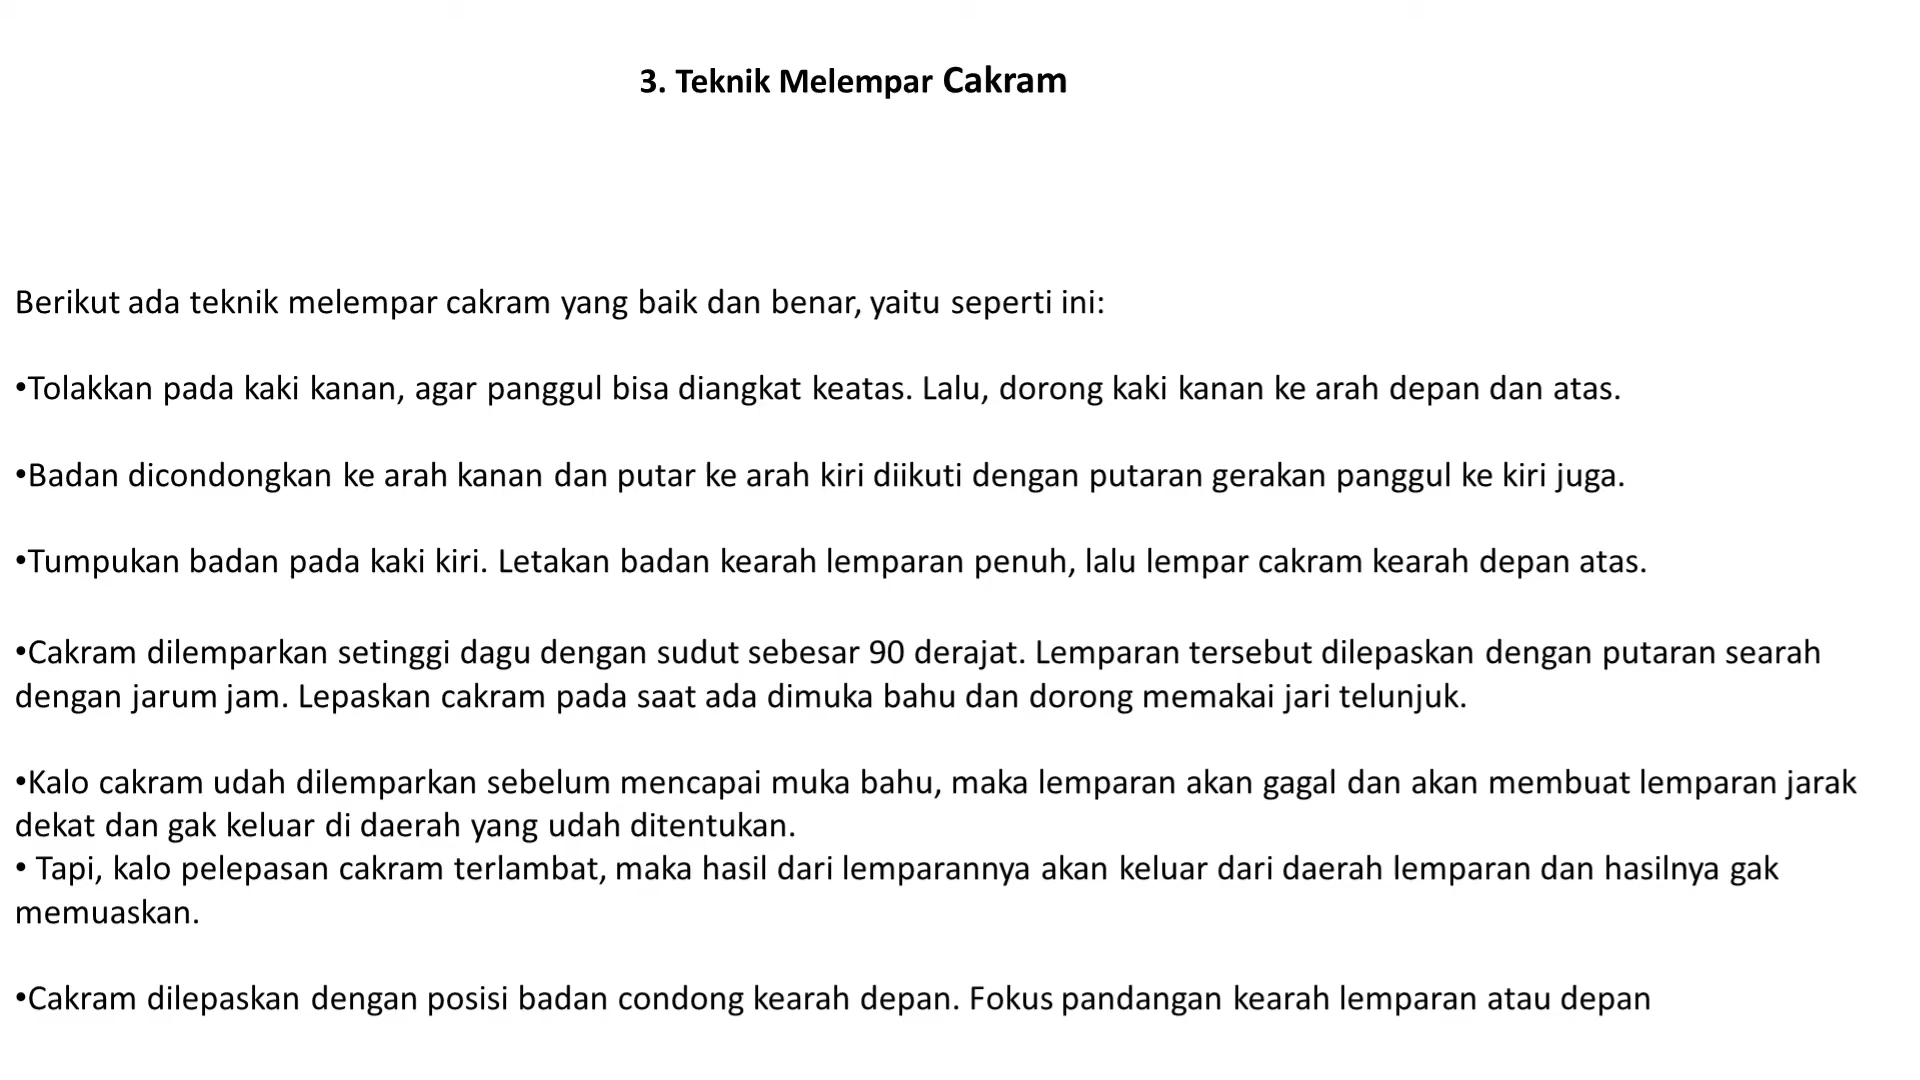 3. Teknik Melempar Cakram
Berikut ada teknik melempar cakram yang baik dan benar, yaitu seperti ini:
•Tolakkan pada kaki kanan, agar panggul bisa diangkat keatas. Lalu, dorong kaki kanan ke arah depan dan atas.
•Badan dicondongkan ke arah kanan dan putar ke arah kiri diikuti dengan putaran gerakan panggul ke kiri juga.
•Tumpukan badan pada kaki kiri. Letakan badan kearah lemparan penuh, lalu lempar cakram kearah depan atas.
•Cakram dilemparkan setinggi dagu dengan sudut sebesar 90 derajat. Lemparan tersebut dilepaskan dengan putaran searah
dengan jarum jam. Lepaskan cakram pada saat ada dimuka bahu dan dorong memakai jari telunjuk.
•Kalo cakram udah dilemparkan sebelum mencapai muka bahu, maka lemparan akan gagal dan akan membuat lemparan jarak
dekat dan gak keluar di daerah yang udah ditentukan.
• Tapi, kalo pelepasan cakram terlambat, maka hasil dari lemparannya akan keluar dari daerah lemparan dan hasilnya gak
memuaskan.
•Cakram dilepaskan dengan posisi badan condong kearah depan. Fokus pandangan kearah lemparan atau depan